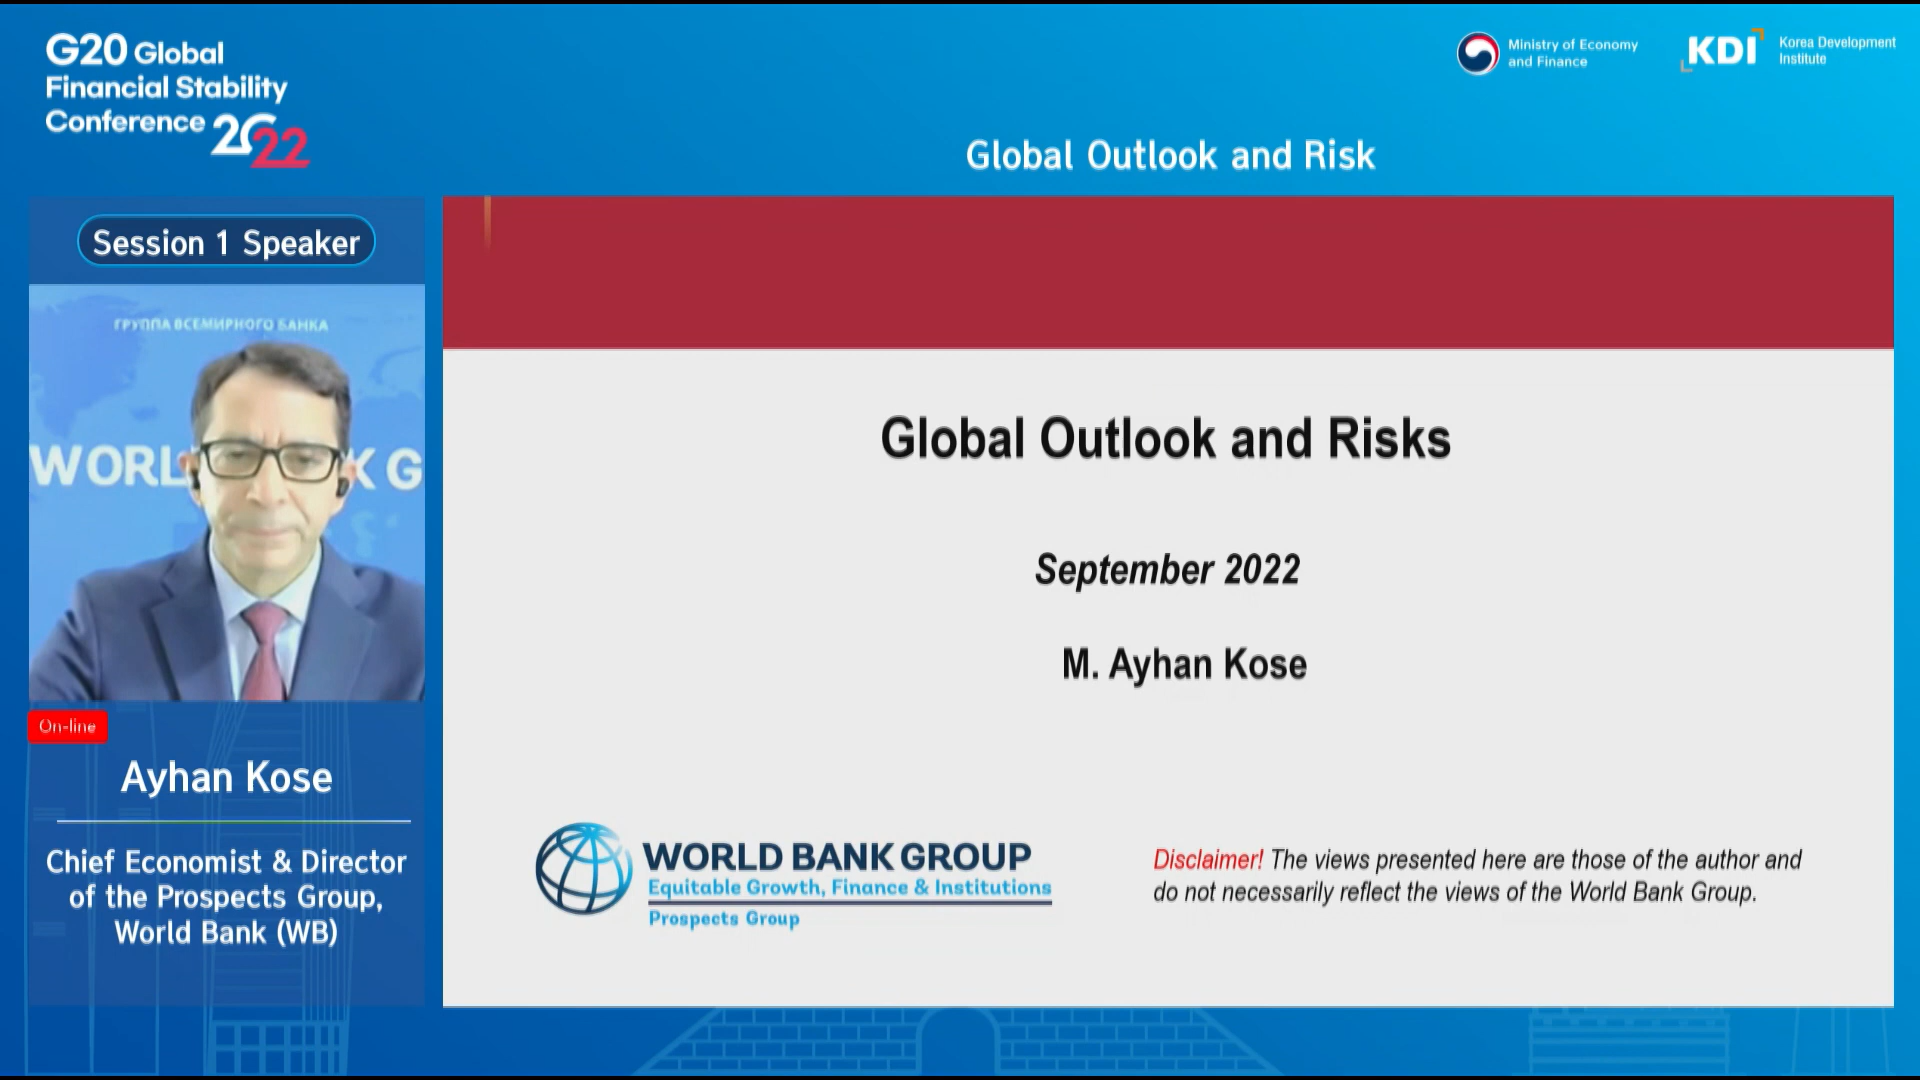 G20 Global
Financial Stability
Conference 2022
Ministry of Economy
and Finance
KDI
Korea Development
Institute
Global Outlook and Risk
Session 1 Speaker
ГРУППА ВСЕМИРНОГО БАНКА
WORL K G
On-line
Ayhan Kose
Chief Economist & Director
of the Prospects Group,
World Bank (WB)
Global Outlook and Risks
September 2022
M. Ayhan Kose
WORLD BANK GROUP
Equitable Growth, Finance & Institutions
Prospects Group
Disclaimer! The views presented here are those of the author and
do not necessarily reflect the views of the World Bank Group.